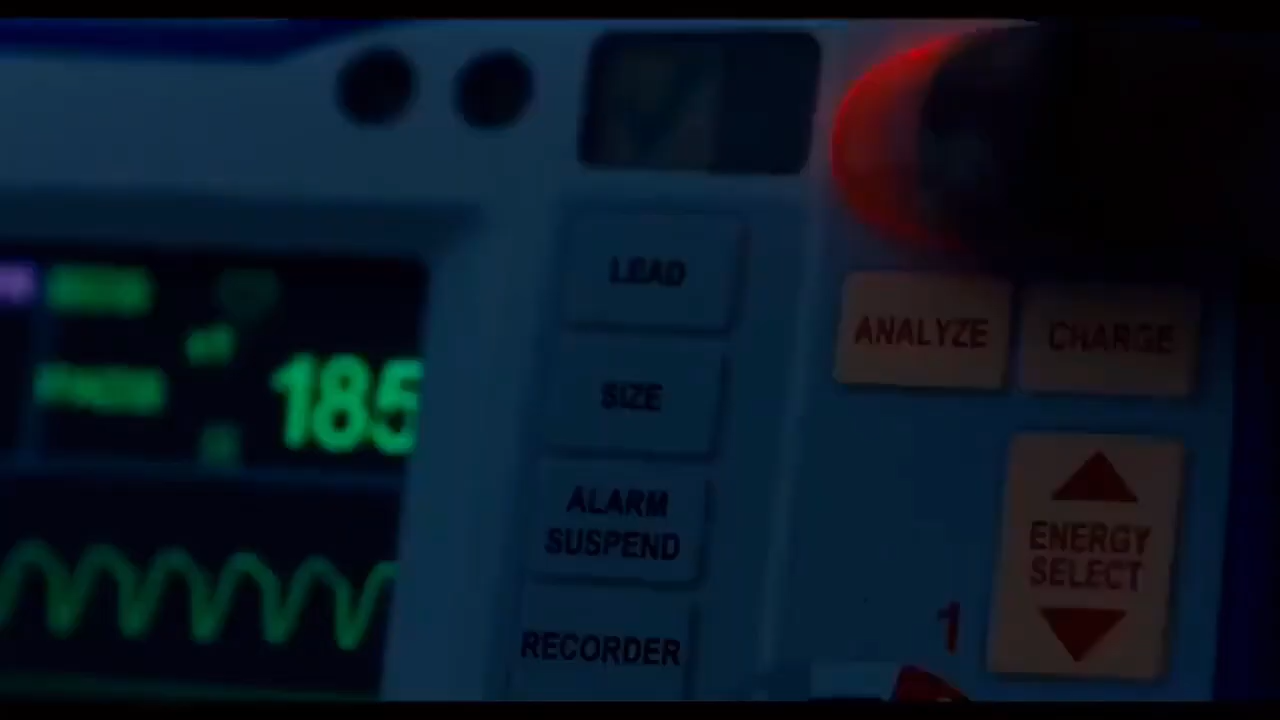 185
LEAD
SIZE
ALARM
SUSPEND
RECORDER
ANALYZE
CHARGE
ENERGY
SELECT
1